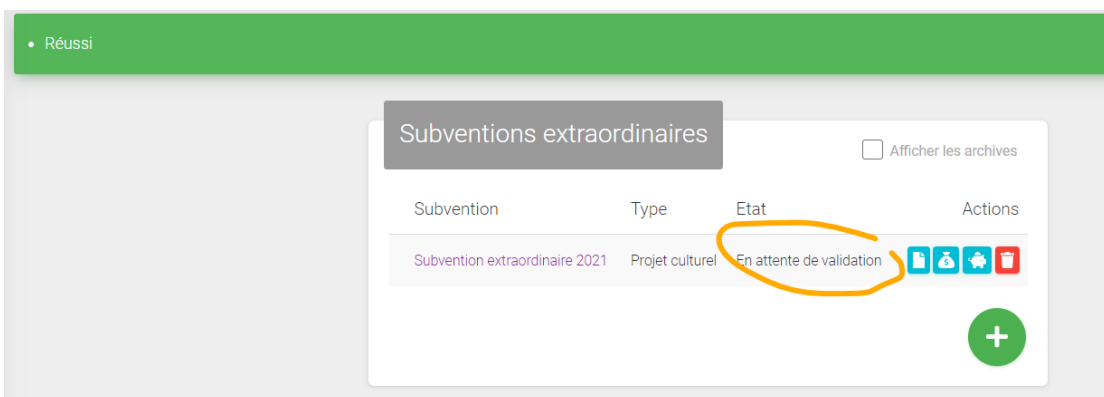 Réussi
Subventions extraordinaires
Afficher les archives
Subvention Type Etat Actions
Subvention extraordinaire 2021 Projet culturel En attente de validation